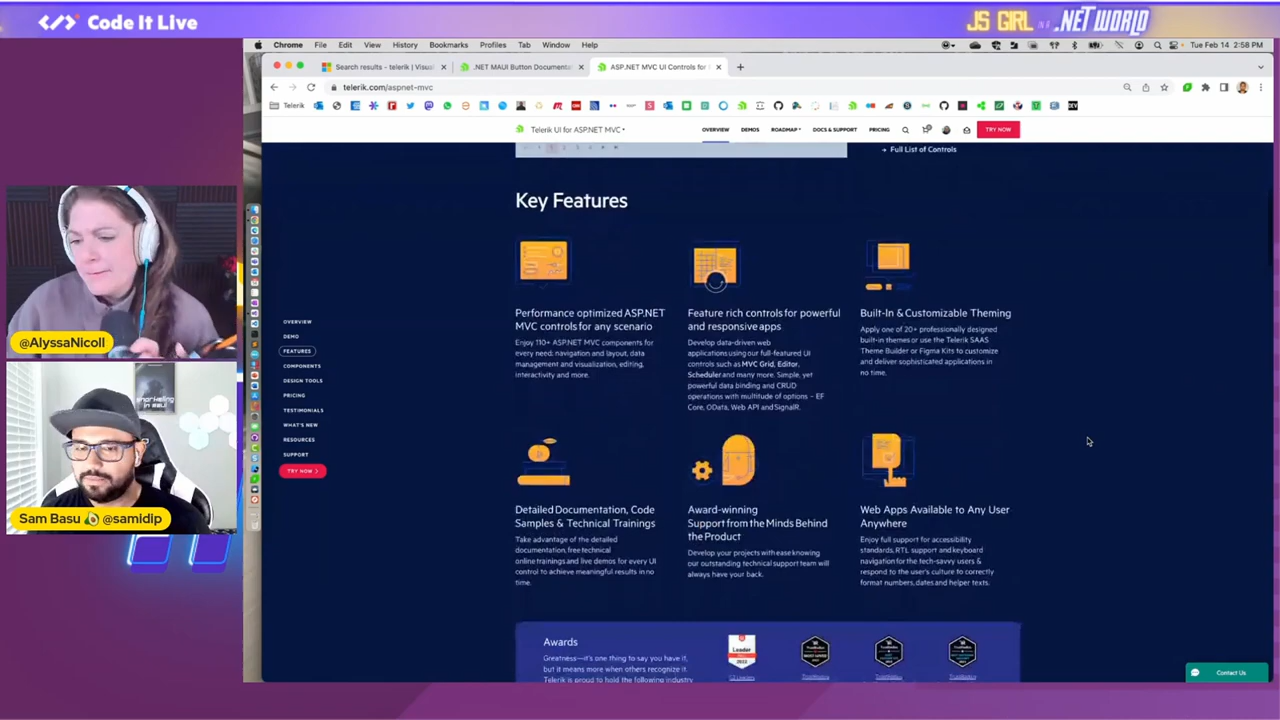 Code It Live
JS GIRL IN A .NET WORLD
Chrome File Edit View History Bookmarks Profiles Tab Window Help
Tue Feb 14 2:58 PM
Search results - telerik | Visual
.NET MAUI Button Documentat
ASP.NET MVC UI Controls for
telerik.com/aspnet-mvc
Telerik
Telerik UI for ASP.NET MVC
OVERVIEW
DEMOS
ROADMAP
DOCS & SUPPORT
PRICING
TRY NOW
→ Full List of Controls
Key Features
Performance optimized ASP.NET
MVC controls for any scenario
Enjoy 110+ ASP.NET MVC components for
every need: navigation and layout, data
management and visualization, editing,
interactivity and more.
Feature rich controls for powerful
and responsive apps
Develop data-driven web
applications using our full-featured UI
controls such as MVC Grid, Editor,
Scheduler and many more. Simple, yet
powerful data binding and CRUD
operations with multitude of options – EF
Core, OData, Web API and SignalR.
Built-In & Customizable Theming
Apply one of 20+ professionally designed
built-in themes or use the Telerik SAAS
Theme Builder or Figma Kits to customize
and deliver sophisticated applications in
no time.
OVERVIEW
DEMO
FEATURES
COMPONENTS
DESIGN TOOLS
PRICING
TESTIMONIALS
WHAT'S NEW
RESOURCES
SUPPORT
TRY NOW >
Detailed Documentation, Code
Samples & Technical Trainings
Take advantage of the detailed
documentation, free technical
online trainings and live demos for every UI
control to achieve meaningful results in no
time.
Award-winning
Support from the Minds Behind
the Product
Develop your projects with ease knowing
our outstanding technical support team will
always have your back.
Web Apps Available to Any User
Anywhere
Enjoy full support for accessibility
standards, RTL support and keyboard
navigation for the tech-savvy users &
respond to the user's culture to correctly
format numbers, dates and helper texts.
Awards
Greatness—it's one thing to say you have it,
but it means more when others recognize it.
Telerik is proud to hold the following industry
Leader
Contact Us
@AlyssaNicoll
snorkeling
Sam Basu 🥑 @samidip